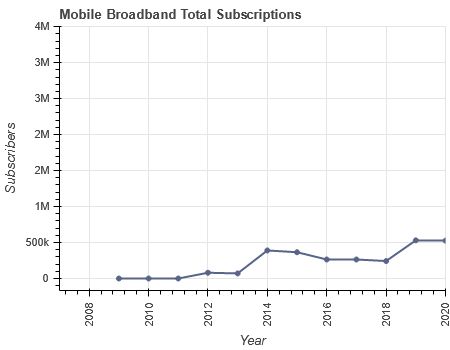 Mobile Broadband Total Subscriptions
4M
3M
3M
2M
2M
1M
500k
0
Subscribers
2008
2010
2012
2014
2016
2018
2020
Year